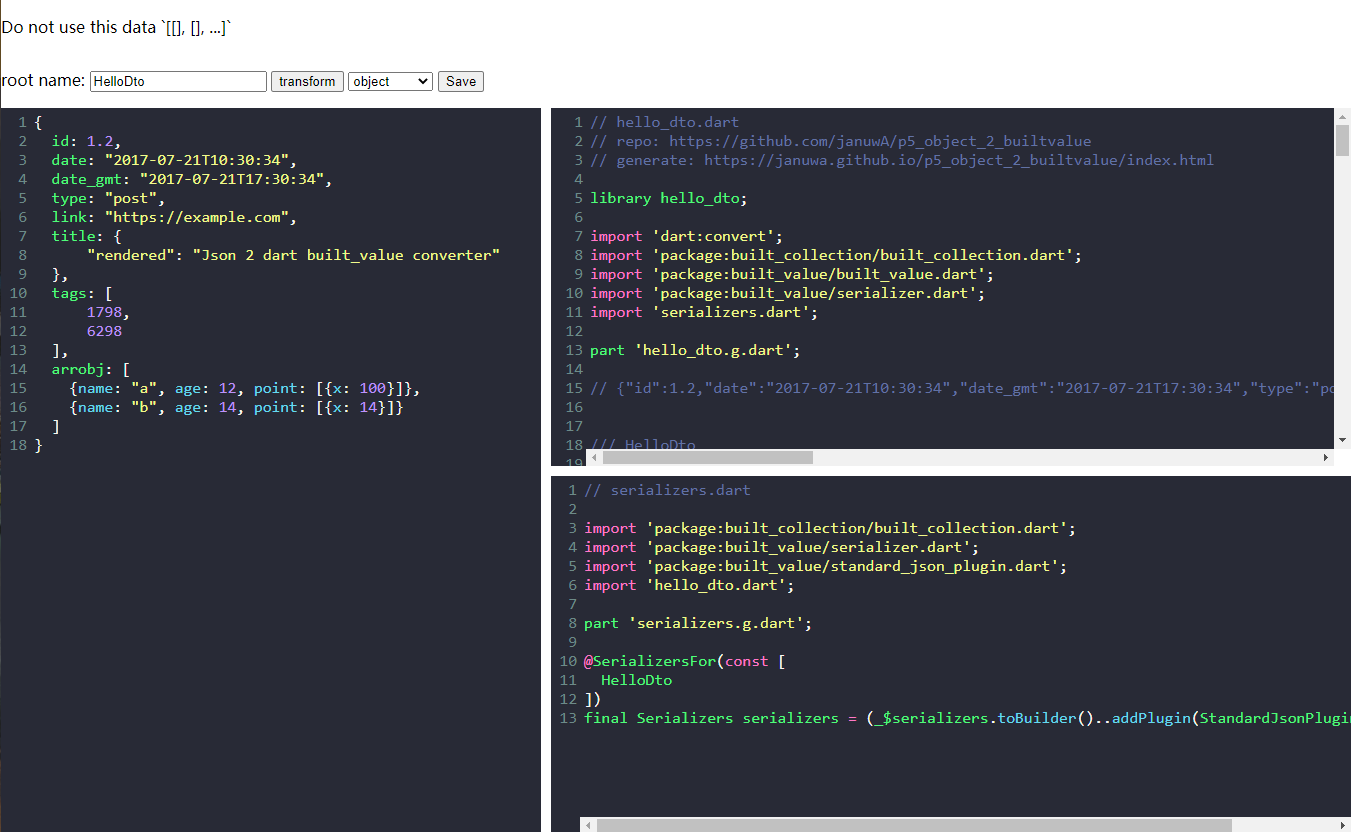 Do not use this data `[[], [], ...]`
root name: HelloDto transform object Save
1 {
2 id: 1.2,
3 date: "2017-07-21T10:30:34",
4 date_gmt: "2017-07-21T17:30:34",
5 type: "post",
6 link: "https://example.com",
7 title: {
8 "rendered": "Json 2 dart built_value converter"
9 },
10 tags: [
11 1798,
12 6298
13 ],
14 arrobj: [
15 {name: "a", age: 12, point: [{x: 100}]},
16 {name: "b", age: 14, point: [{x: 14}]}
17 ]
18 }
1 // hello_dto.dart
2 // repo: https://github.com/januwA/p5_object_2_builtvalue
3 // generate: https://januwa.github.io/p5_object_2_builtvalue/index.html
4
5 library hello_dto;
6
7 import 'dart:convert';
8 import 'package:built_collection/built_collection.dart';
9 import 'package:built_value/built_value.dart';
10 import 'package:built_value/serializer.dart';
11 import 'serializers.dart';
12
13 part 'hello_dto.g.dart';
14
15 // {"id":1.2,"date":"2017-07-21T10:30:34","date_gmt":"2017-07-21T17:30:34","type":"po
16
17
18 /// HelloDto
19
1 // serializers.dart
2
3 import 'package:built_collection/built_collection.dart';
4 import 'package:built_value/serializer.dart';
5 import 'package:built_value/standard_json_plugin.dart';
6 import 'hello_dto.dart';
7
8 part 'serializers.g.dart';
9
10 @SerializersFor(const [
11 HelloDto
12 ])
13 final Serializers serializers = (_$serializers.toBuilder()..addPlugin(StandardJsonPlugi